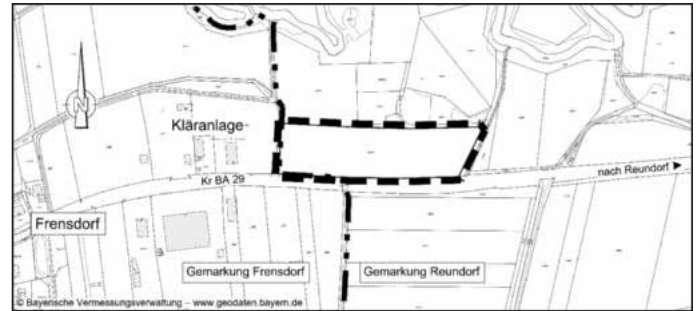 N
Kläranlage
Kr BA 29
nach Reundorf
Frensdorf
Gemarkung Frensdorf
Gemarkung Reundorf
© Bayerische Vermessungsverwaltung – www.geodaten.bayern.de